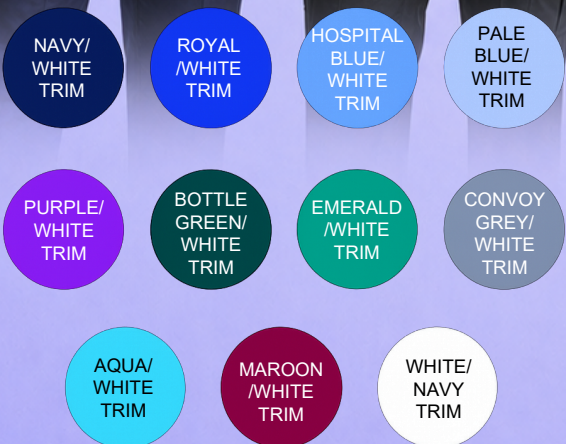 NAVY/
WHITE
TRIM
ROYAL
/WHITE
TRIM
HOSPITAL
BLUE/
WHITE
TRIM
PALE
BLUE/
WHITE
TRIM
PURPLE/
WHITE
TRIM
BOTTLE
GREEN/
WHITE
TRIM
EMERALD
/WHITE
TRIM
CONVOY
GREY/
WHITE
TRIM
AQUA/
WHITE
TRIM
MAROON
/WHITE
TRIM
WHITE/
NAVY
TRIM